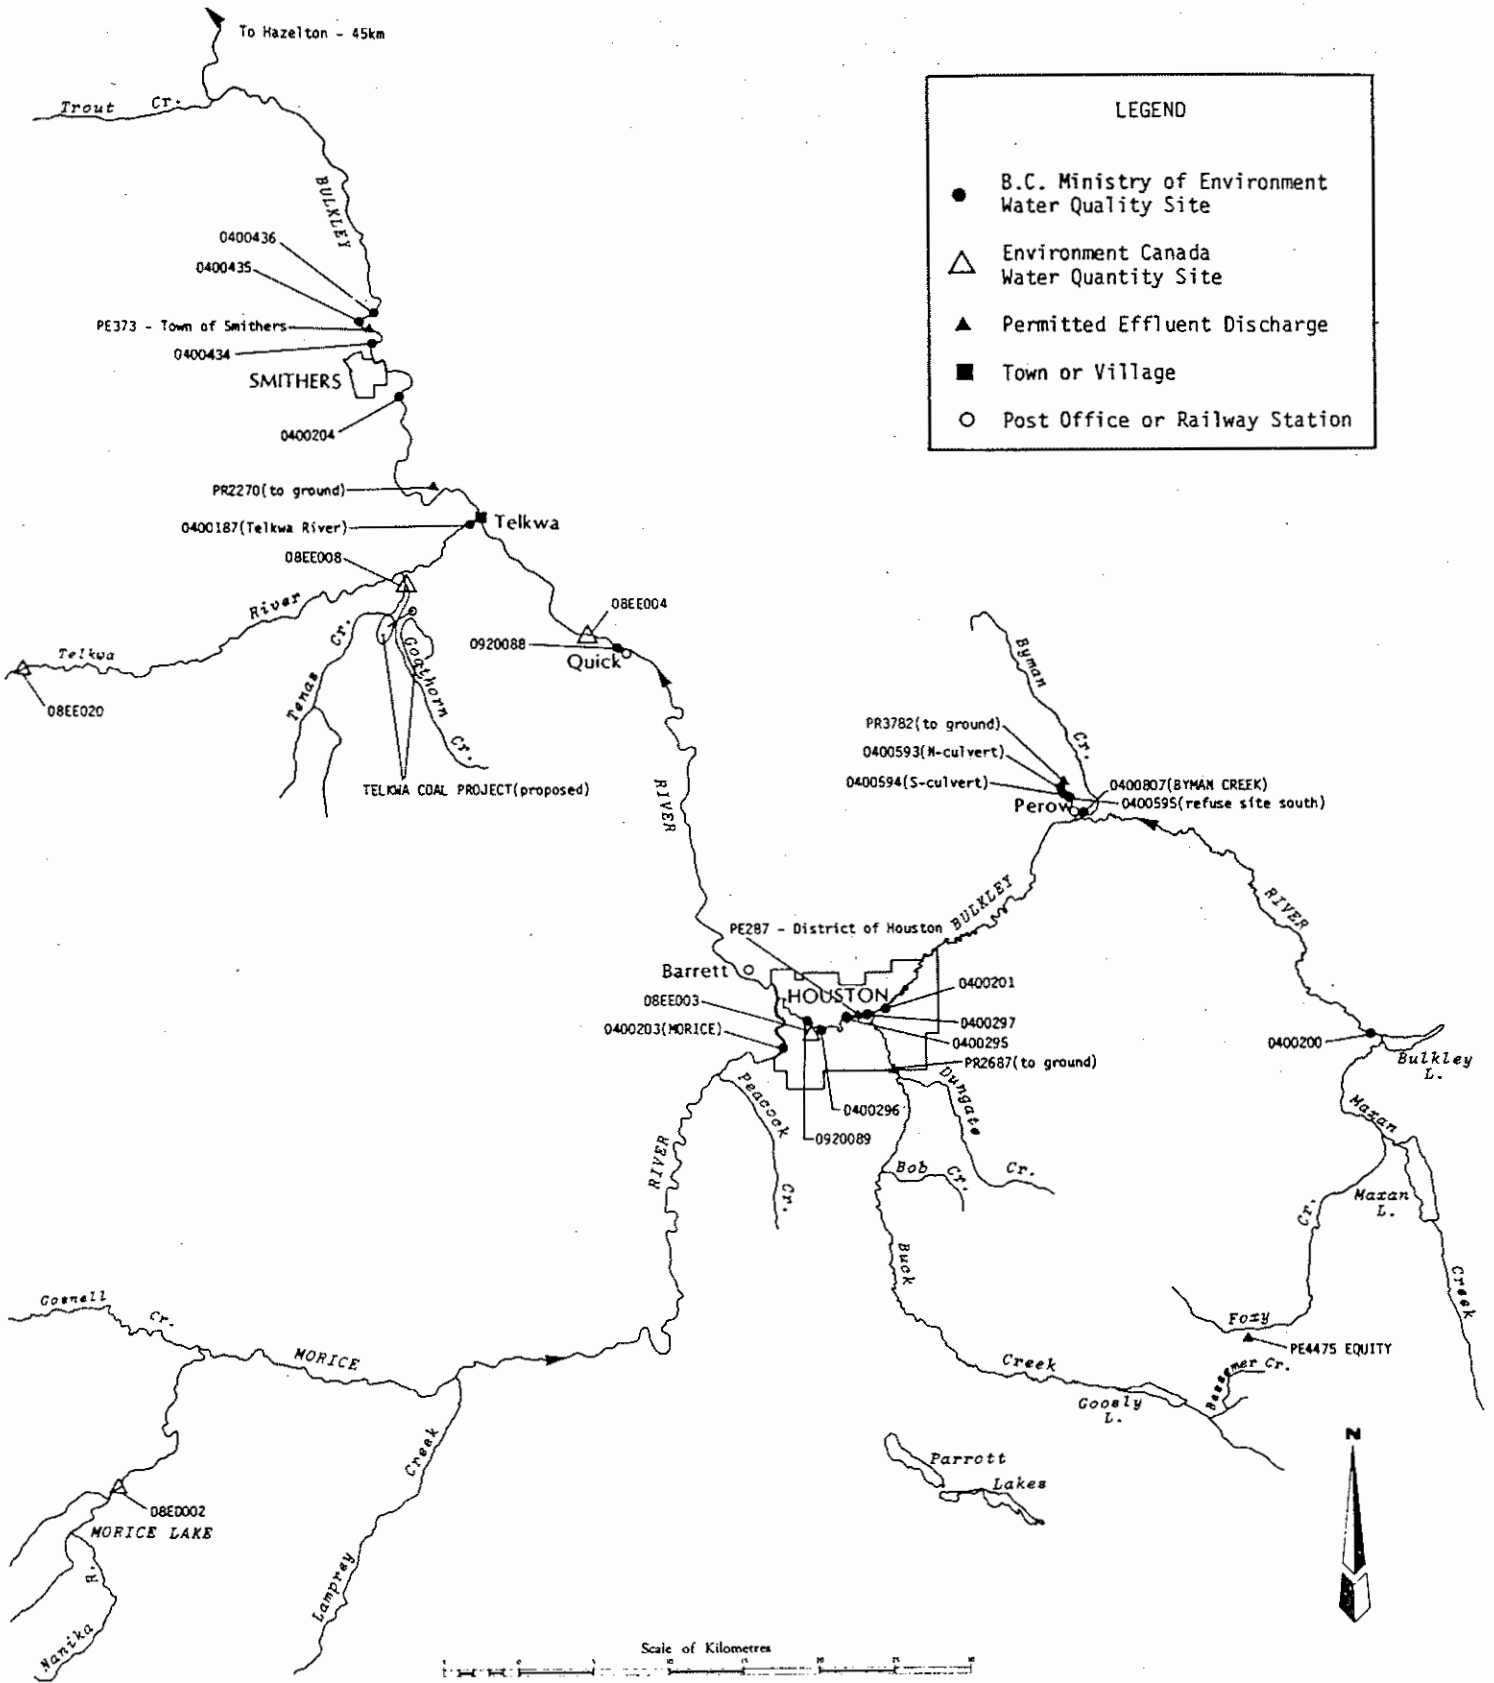 To Hazelton - 45km
Trout Cr.
BULKLEY
LEGEND
B.C. Ministry of Environment
Water Quality Site
Environment Canada
Water Quantity Site
Permitted Effluent Discharge
Town or Village
Post Office or Railway Station
0400436
0400435
PE373 - Town of Smithers
0400434
SMITHERS
0400204
PR2270(to ground)
0400187(Telkwa River)
Telkwa
08EE008
08EE004
0920088
Quick
Telkwa River
08EE020
Tenas Cr.
Goathorn Cr.
TELKWA COAL PROJECT(proposed)
RIVER
Byman Cr.
PR3782(to ground)
0400593(N-culvert)
0400594(S-culvert)
0400807(BYMAN CREEK)
0400595(refuse site south)
Perow
BULKLEY
RIVER
PE287 - District of Houston
Barrett
HOUSTON
08EE003
0400203(MORICE)
0400201
0400297
0400295
PR2687(to ground)
0400296
0920089
0400200
Bulkley
L.
Maxan
Maxan
L.
Creek
Peacock Cr.
Dungate Cr.
Bob Cr.
Buck
Creek
RIVER
Foxy Cr.
PE4475 EQUITY
Bessemer Cr.
Goosly
L.
Gosnell Cr.
MORICE
Parrott
Lakes
N
08ED002
MORICE LAKE
Nanika R.
Lamprey Creek
Scale of Kilometres